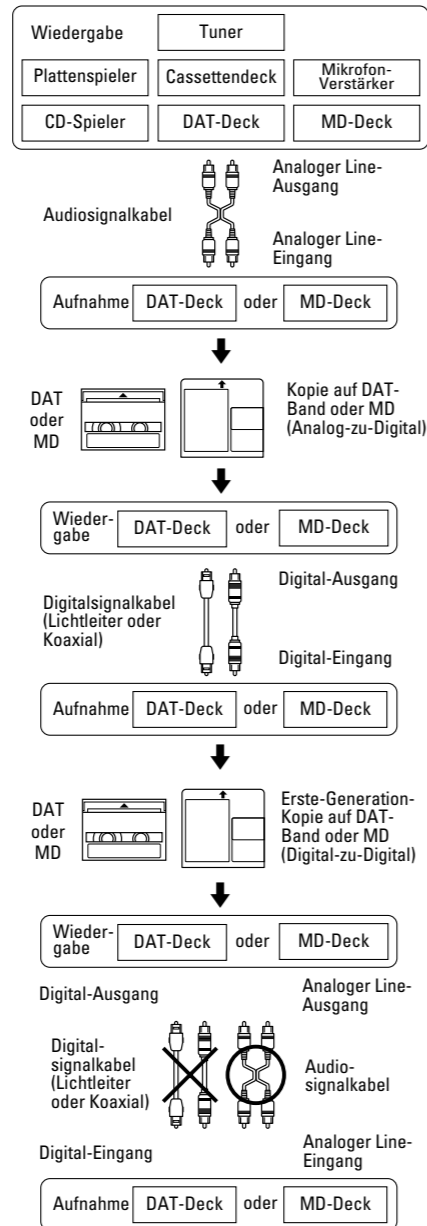 Wiedergabe Tuner
Plattenspieler Cassettendeck Mikrofon-
Verstärker
CD-Spieler DAT-Deck MD-Deck
Analoger Line-
Ausgang
Audiosignalkabel
Analoger Line-
Eingang
Aufnahme DAT-Deck oder MD-Deck
DAT
oder
MD
Kopie auf DAT-
Band oder MD
(Analog-zu-Digital)
Wieder-
gabe DAT-Deck oder MD-Deck
Digital-Ausgang
Digitalsignalkabel
(Lichtleiter oder
Koaxial)
Digital-Eingang
Aufnahme DAT-Deck oder MD-Deck
DAT
oder
MD
Erste-Generation-
Kopie auf DAT-
Band oder MD
(Digital-zu-Digital)
Wieder-
gabe DAT-Deck oder MD-Deck
Digital-Ausgang
Analoger Line-
Ausgang
Digital-
signalkabel
(Lichtleiter
oder Koaxial)
Audio-
signalkabel
Digital-Eingang
Analoger Line-
Eingang
Aufnahme DAT-Deck oder MD-Deck